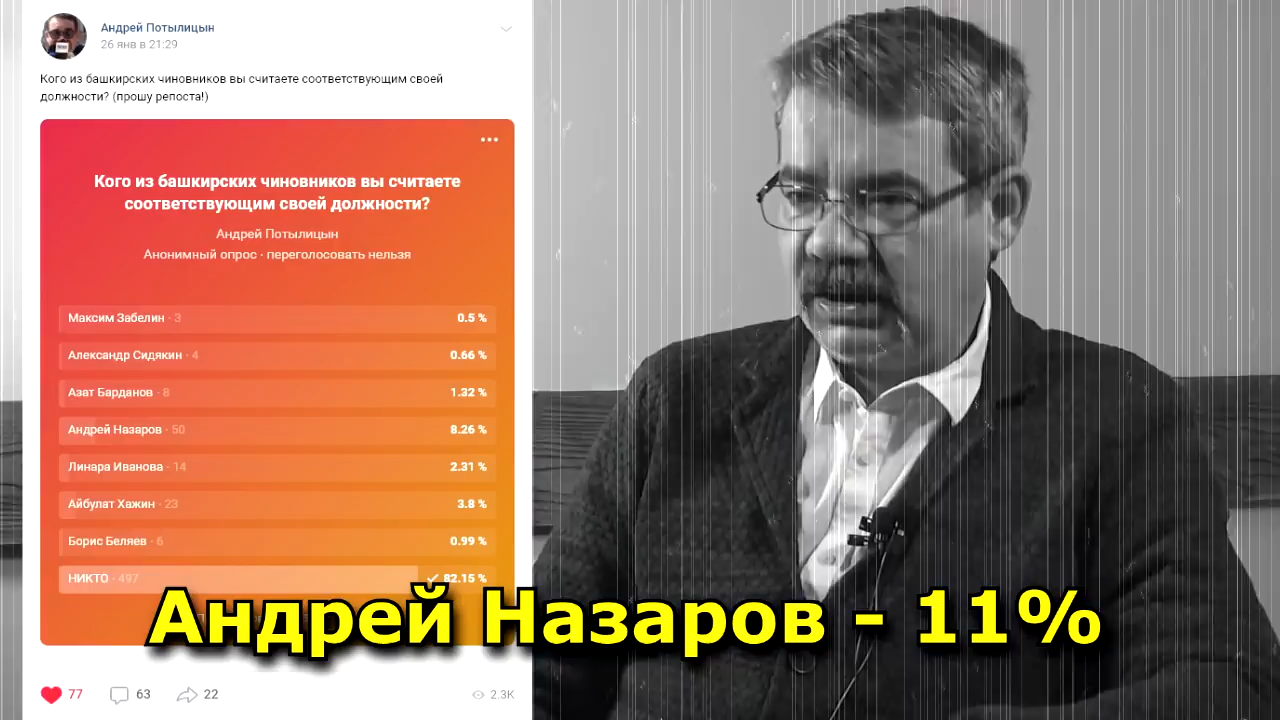 Андрей Потылицын
26 янв в 21:29
Кого из башкирских чиновников вы считаете соответствующим своей
должности? (прошу репоста!)
Кого из башкирских чиновников вы считаете
соответствующим своей должности?
Андрей Потылицын
Анонимный опрос · переголосовать нельзя
Максим Забелин · 3 0.5 %
Александр Сидякин · 4 0.66 %
Азат Барданов · 8 1.32 %
Андрей Назаров · 50 8.26 %
Линара Иванова · 14 2.31 %
Айбулат Хажин · 23 3.8 %
Борис Беляев · 6 0.99 %
НИКТО · 497 82.15 %
Андрей Назаров - 11%
77 63 22 2.3K